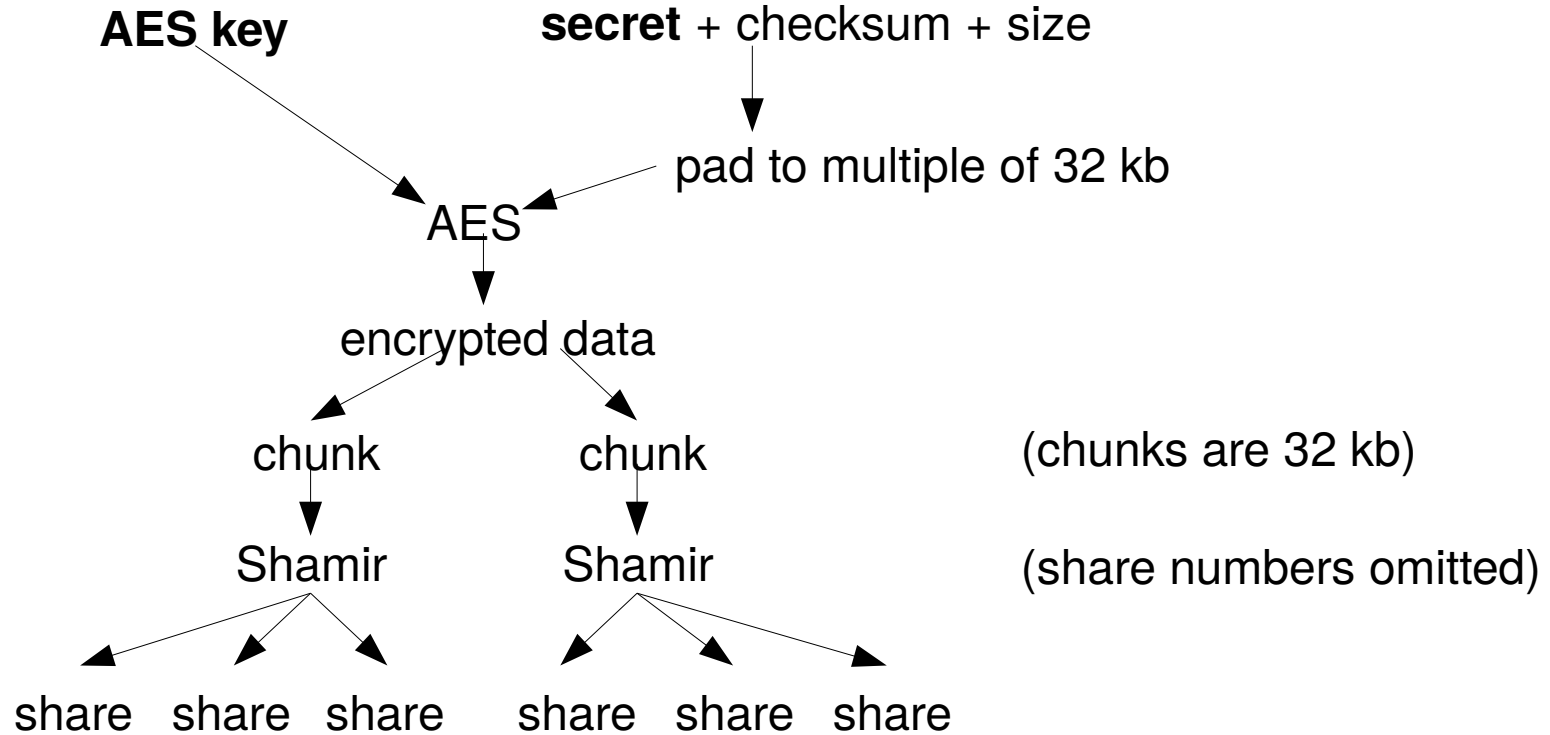 AES key
secret + checksum + size
pad to multiple of 32 kb
AES
encrypted data
chunk
chunk
(chunks are 32 kb)
Shamir
Shamir
(share numbers omitted)
share
share
share
share
share
share